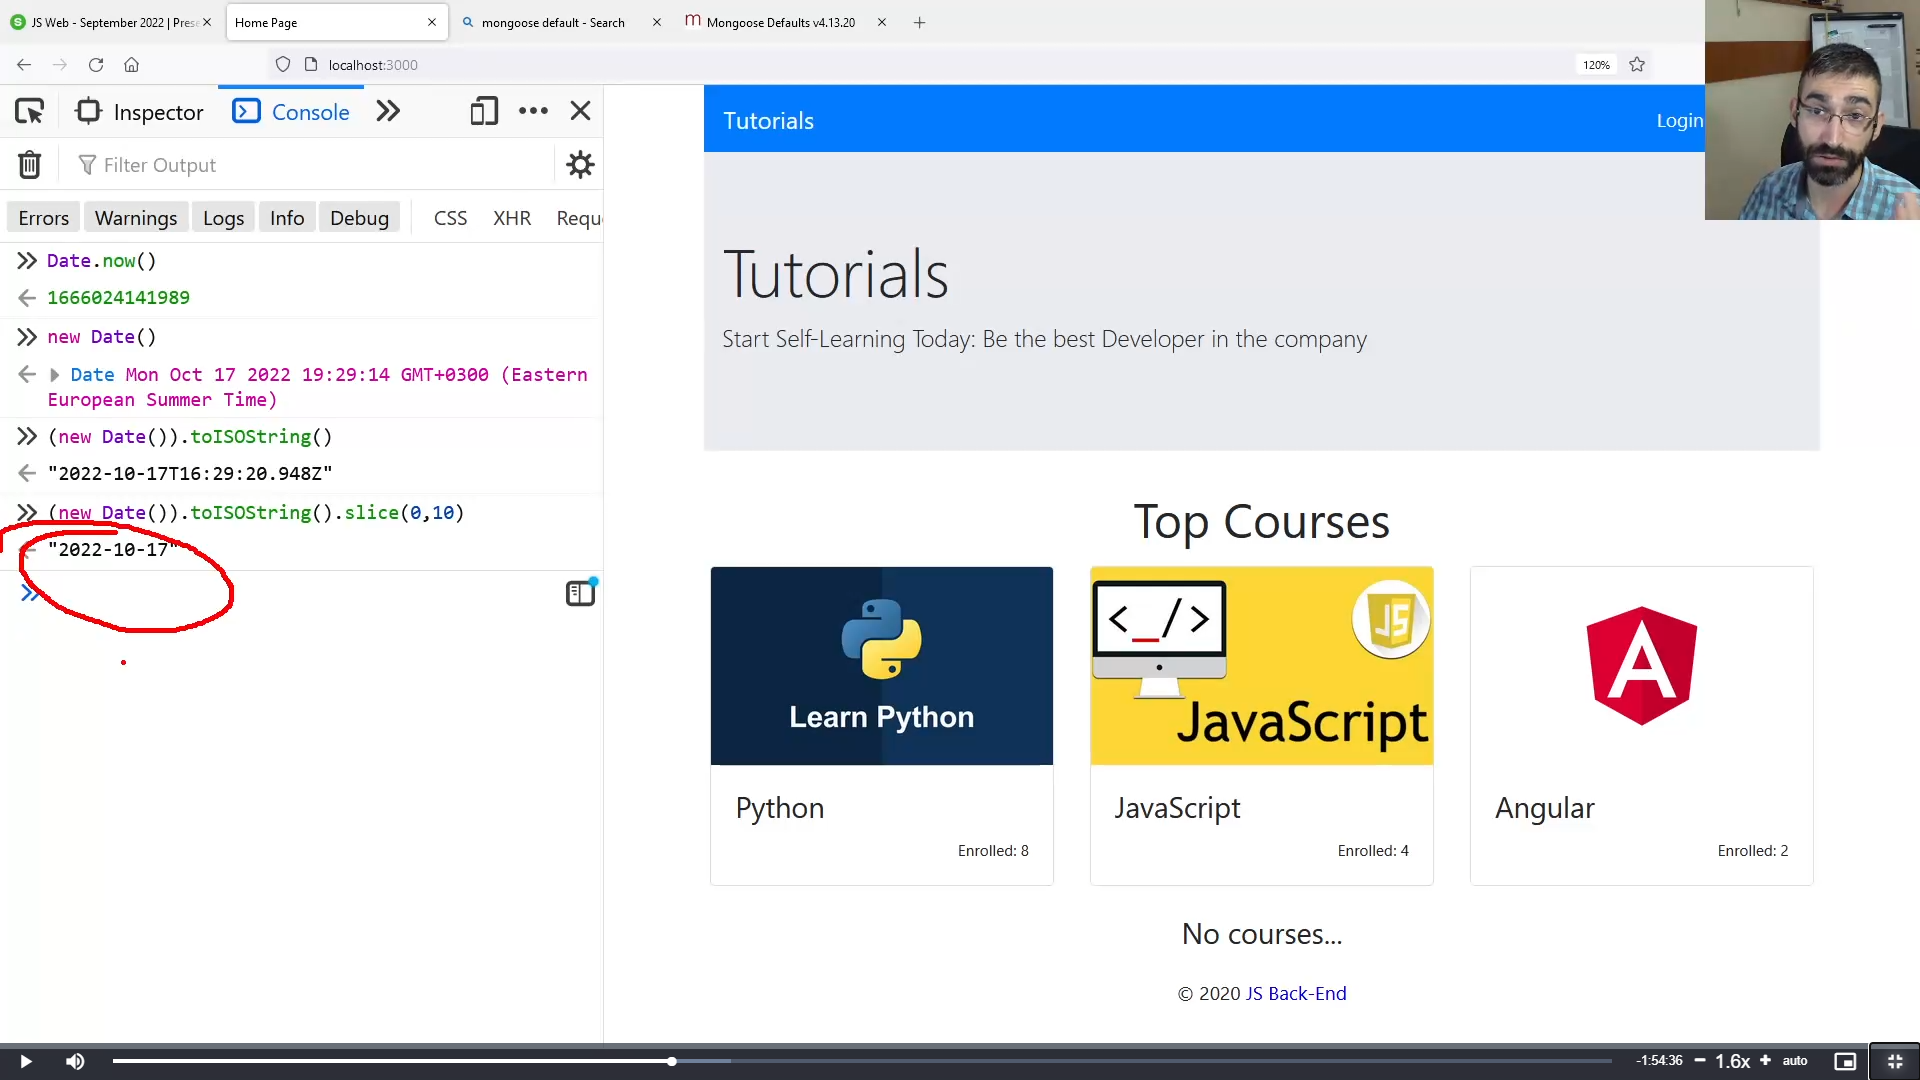 JS Web - September 2022 | Pres
Home Page
mongoose default - Search
Mongoose Defaults v4.13.20
localhost:3000
120%
Inspector
Console
Filter Output
Errors
Warnings
Logs
Info
Debug
CSS
XHR
Requ
Date.now()
1666024141989
new Date()
Date Mon Oct 17 2022 19:29:14 GMT+0300 (Eastern
European Summer Time)
(new Date()).toISOString()
"2022-10-17T16:29:20.948Z"
(new Date()).toISOString().slice(0,10)
"2022-10-17"
Tutorials
Login
Tutorials
Start Self-Learning Today: Be the best Developer in the company
Top Courses
Learn Python
Python
Enrolled: 8
<_/>
JS
JavaScript
JavaScript
Enrolled: 4
A
Angular
Enrolled: 2
No courses...
© 2020 JS Back-End
-1:54:36
1.6x
auto